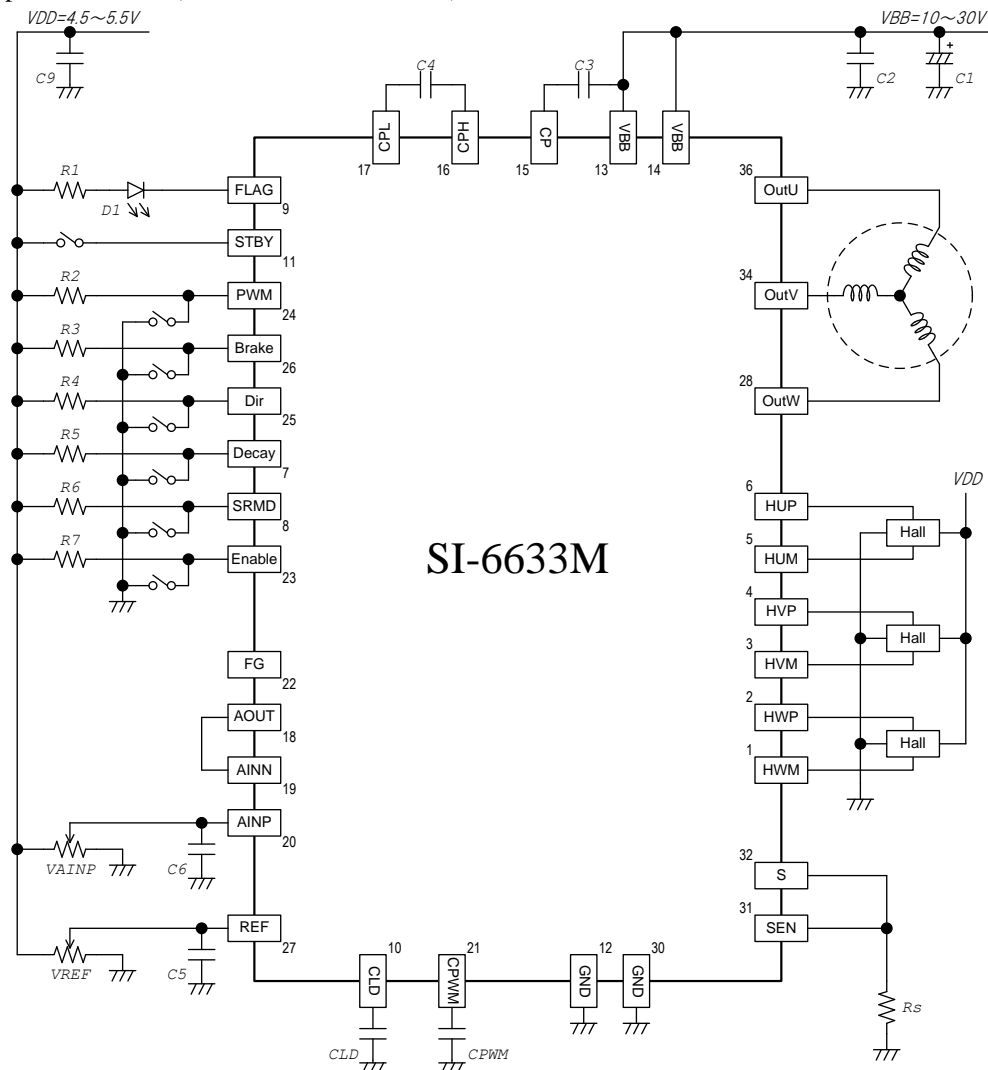 VDD=4.5～5.5V
VBB=10～30V
C9
C4
C3
C2
C1
+
CPL
CPH
CP
VBB
VBB
17
16
15
13
14
R1
D1
FLAG
9
36
OutU
STBY
11
R2
PWM
24
34
OutV
R3
Brake
26
R4
Dir
25
28
OutW
R5
Decay
7
R6
SRMD
8
6
HUP
VDD
Hall
R7
Enable
23
SI-6633M
5
HUM
4
HVP
Hall
FG
22
3
HVM
AOUT
18
2
HWP
Hall
AINN
19
1
HWM
AINP
20
VAINP
C6
32
S
REF
27
31
SEN
VREF
C5
10
21
12
30
CLD
CPWM
GND
GND
Rs
CLD
CPWM